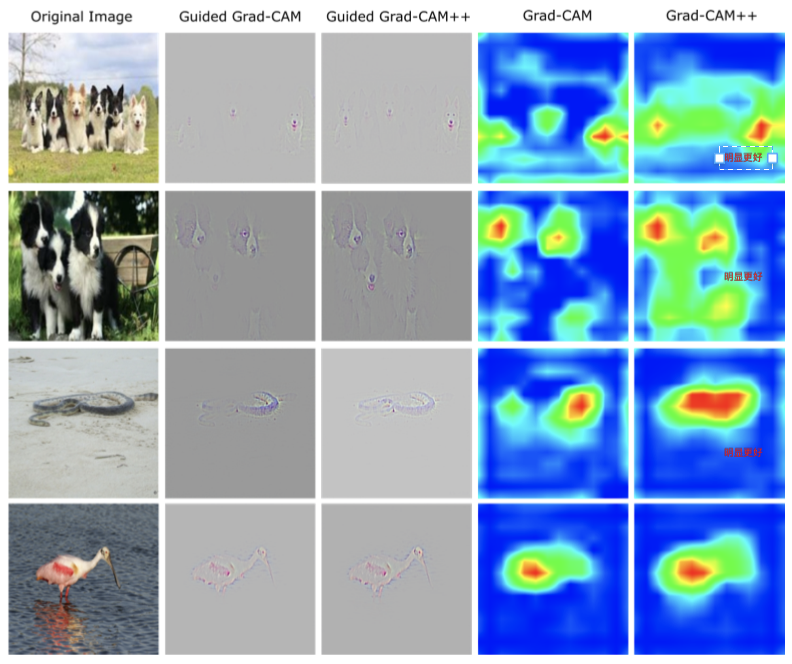 Original Image
Guided Grad-CAM
Guided Grad-CAM++
Grad-CAM
Grad-CAM++
明显更好
明显更好
明显更好